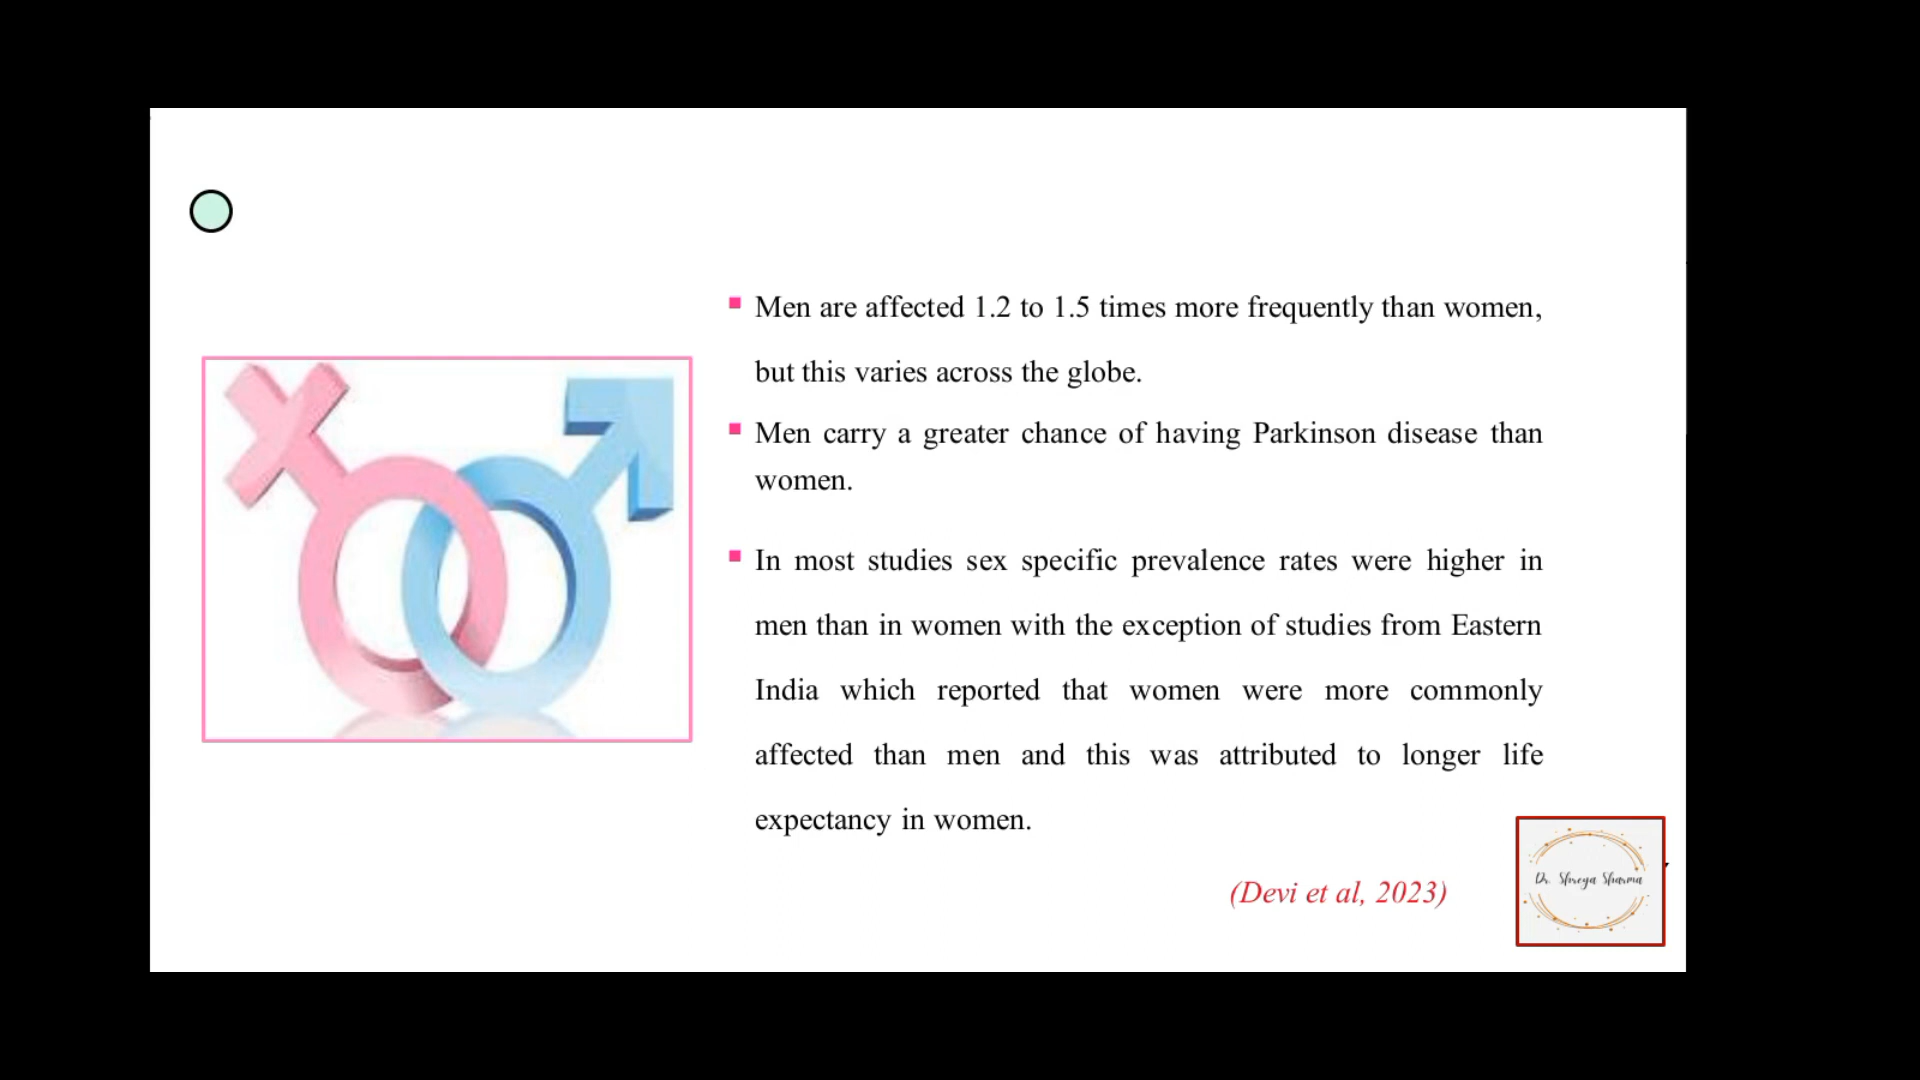 Men are affected 1.2 to 1.5 times more frequently than women,
but this varies across the globe.
Men carry a greater chance of having Parkinson disease than
women.
In most studies sex specific prevalence rates were higher in
men than in women with the exception of studies from Eastern
India which reported that women were more commonly
affected than men and this was attributed to longer life
expectancy in women.
(Devi et al, 2023)
Dr. Shreya Sharma